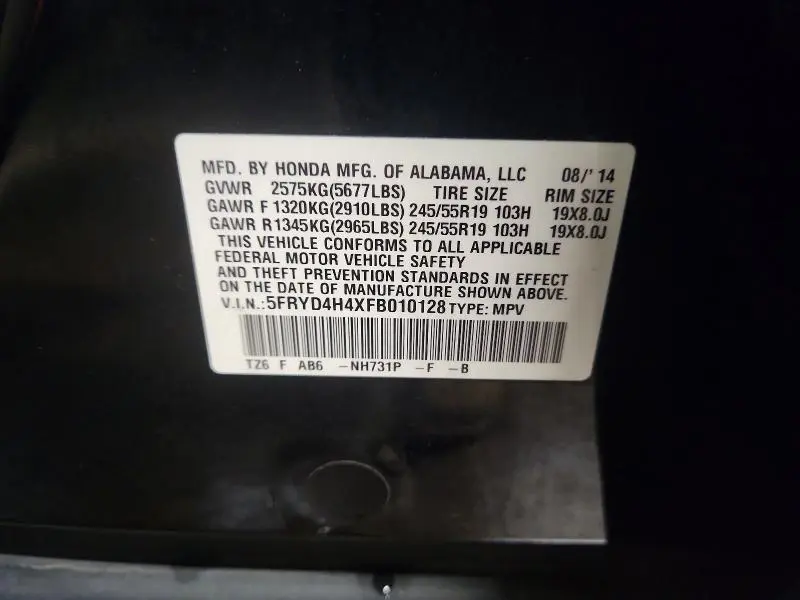 MFD. BY HONDA MFG. OF ALABAMA, LLC 08/'14
GVWR 2575KG(5677LBS) TIRE SIZE RIM SIZE
GAWR F 1320KG(2910LBS) 245/55R19 103H 19X8.0J
GAWR R1345KG(2965LBS) 245/55R19 103H 19X8.0J
THIS VEHICLE CONFORMS TO ALL APPLICABLE
FEDERAL MOTOR VEHICLE SAFETY
AND THEFT PREVENTION STANDARDS IN EFFECT
ON THE DATE OF MANUFACTURE SHOWN ABOVE.
V.I.N.:5FRYD4H4XFB010128 TYPE: MPV
TZ6 F AB6 -NH731P -F -B